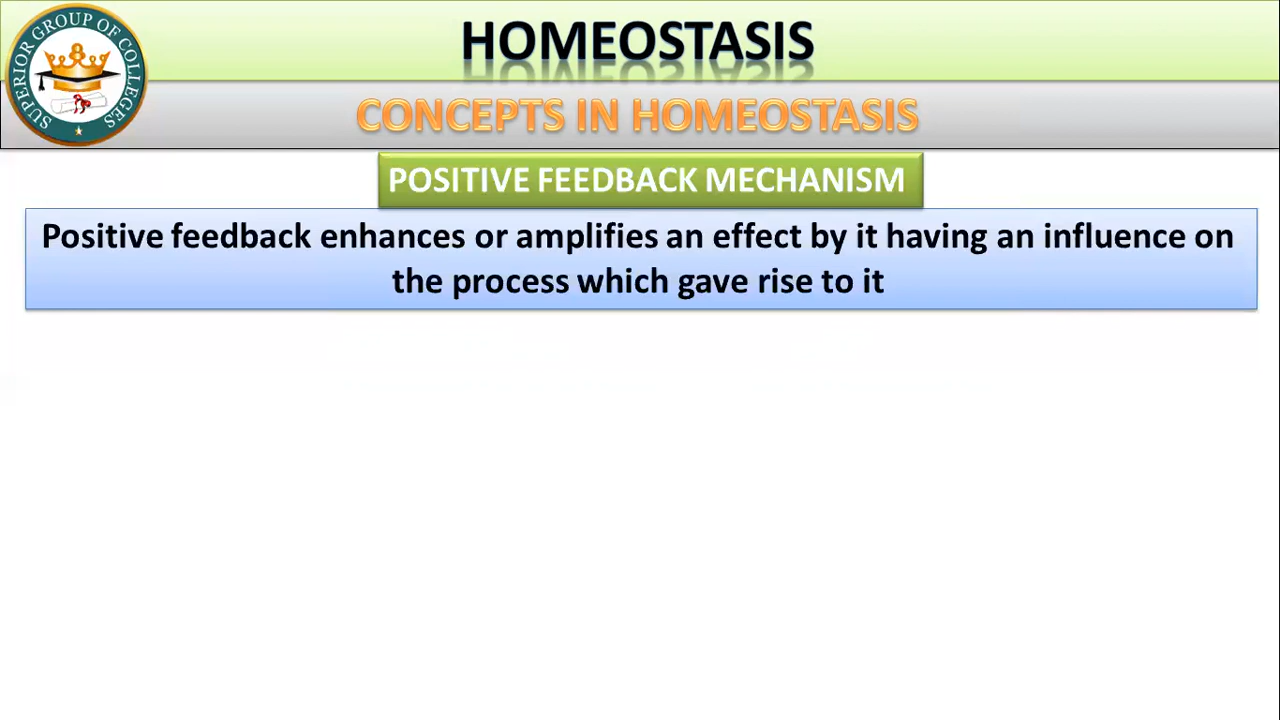 SUPERIOR GROUP OF COLLEGES
HOMEOSTASIS
CONCEPTS IN HOMEOSTASIS
POSITIVE FEEDBACK MECHANISM
Positive feedback enhances or amplifies an effect by it having an influence on
the process which gave rise to it